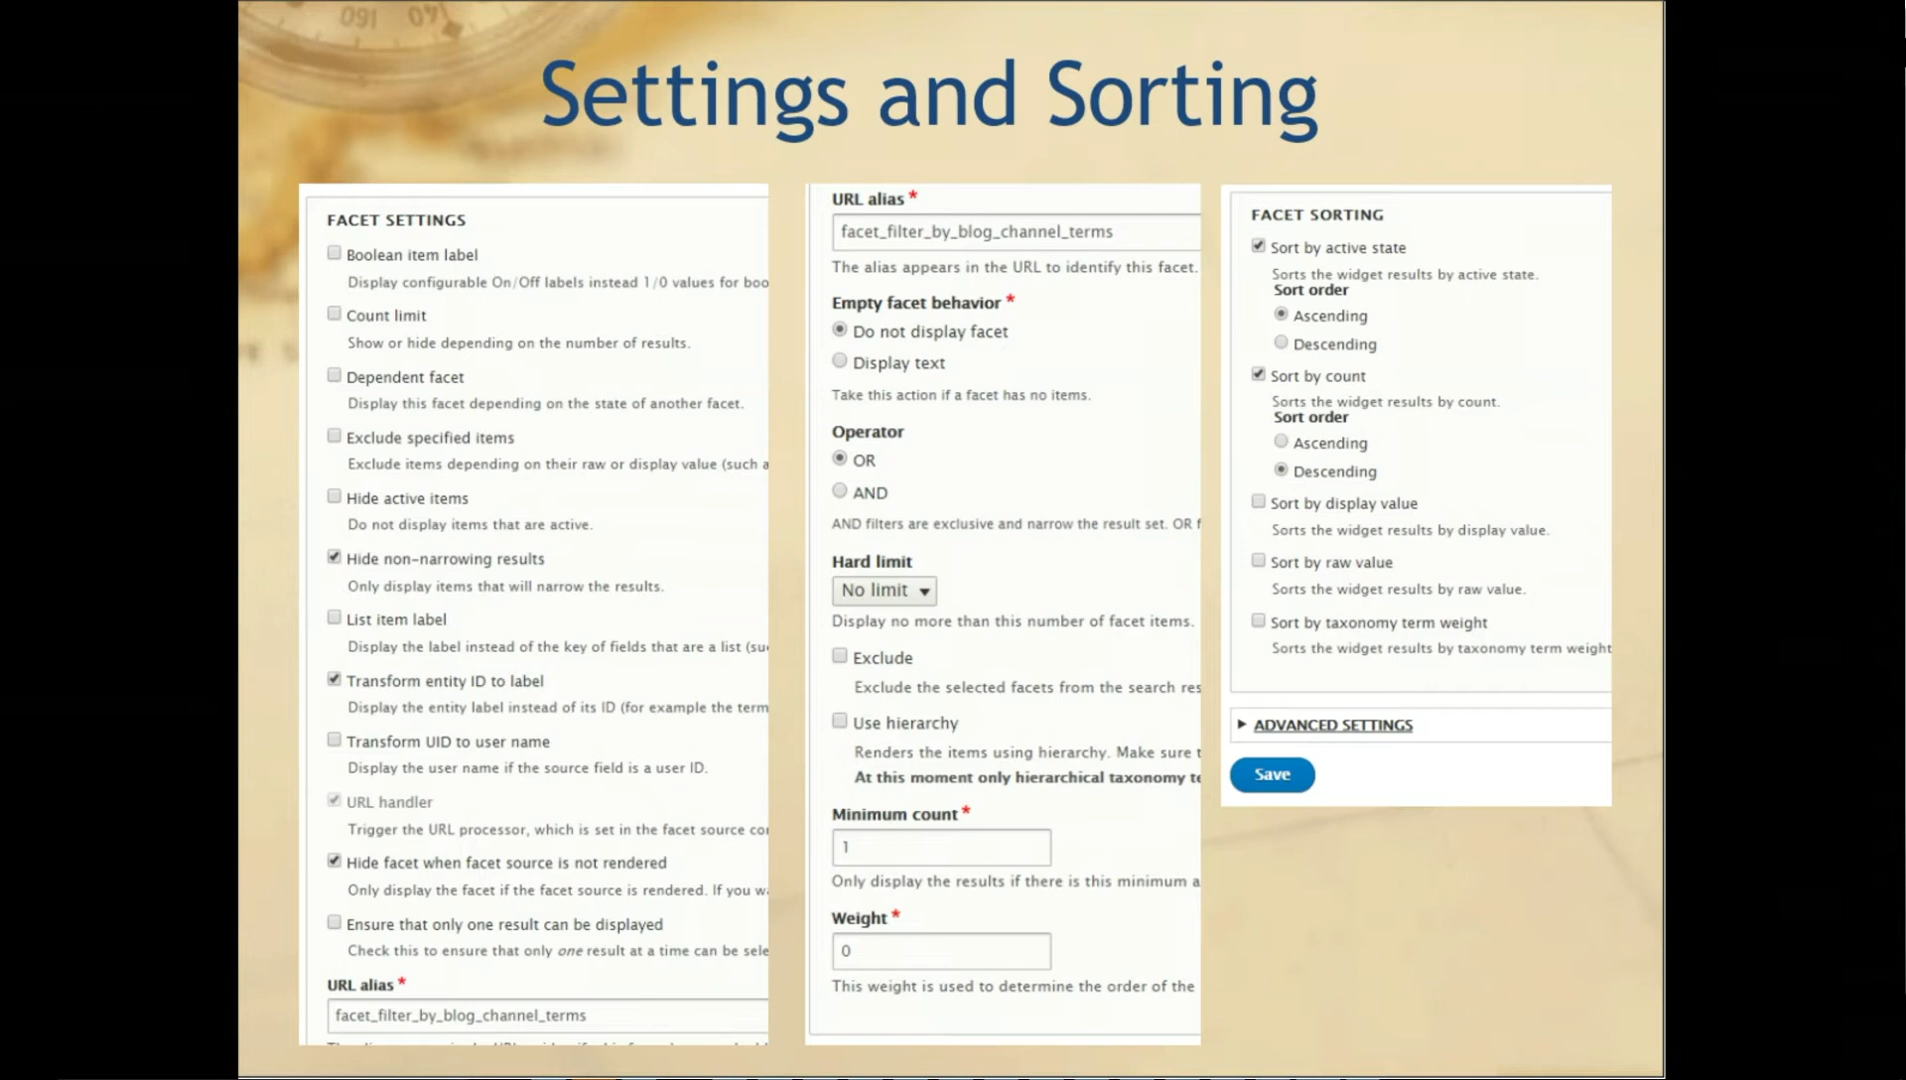 Settings and Sorting
FACET SETTINGS
Boolean item label
Display configurable On/Off labels instead 1/0 values for boo
Count limit
Show or hide depending on the number of results.
Dependent facet
Display this facet depending on the state of another facet.
Exclude specified items
Exclude items depending on their raw or display value (such a
Hide active items
Do not display items that are active.
Hide non-narrowing results
Only display items that will narrow the results.
List item label
Display the label instead of the key of fields that are a list (su
Transform entity ID to label
Display the entity label instead of its ID (for example the term
Transform UID to user name
Display the user name if the source field is a user ID.
URL handler
Trigger the URL processor, which is set in the facet source co
Hide facet when facet source is not rendered
Only display the facet if the facet source is rendered. If you w
Ensure that only one result can be displayed
Check this to ensure that only one result at a time can be sele
URL alias *
facet_filter_by_blog_channel_terms
URL alias *
facet_filter_by_blog_channel_terms
The alias appears in the URL to identify this facet.
Empty facet behavior *
Do not display facet
Display text
Take this action if a facet has no items.
Operator
OR
AND
AND filters are exclusive and narrow the result set. OR f
Hard limit
No limit
Display no more than this number of facet items.
Exclude
Exclude the selected facets from the search res
Use hierarchy
Renders the items using hierarchy. Make sure t
At this moment only hierarchical taxonomy te
Minimum count *
1
Only display the results if there is this minimum a
Weight *
0
This weight is used to determine the order of the
FACET SORTING
Sort by active state
Sorts the widget results by active state.
Sort order
Ascending
Descending
Sort by count
Sorts the widget results by count.
Sort order
Ascending
Descending
Sort by display value
Sorts the widget results by display value.
Sort by raw value
Sorts the widget results by raw value.
Sort by taxonomy term weight
Sorts the widget results by taxonomy term weight
ADVANCED SETTINGS
Save